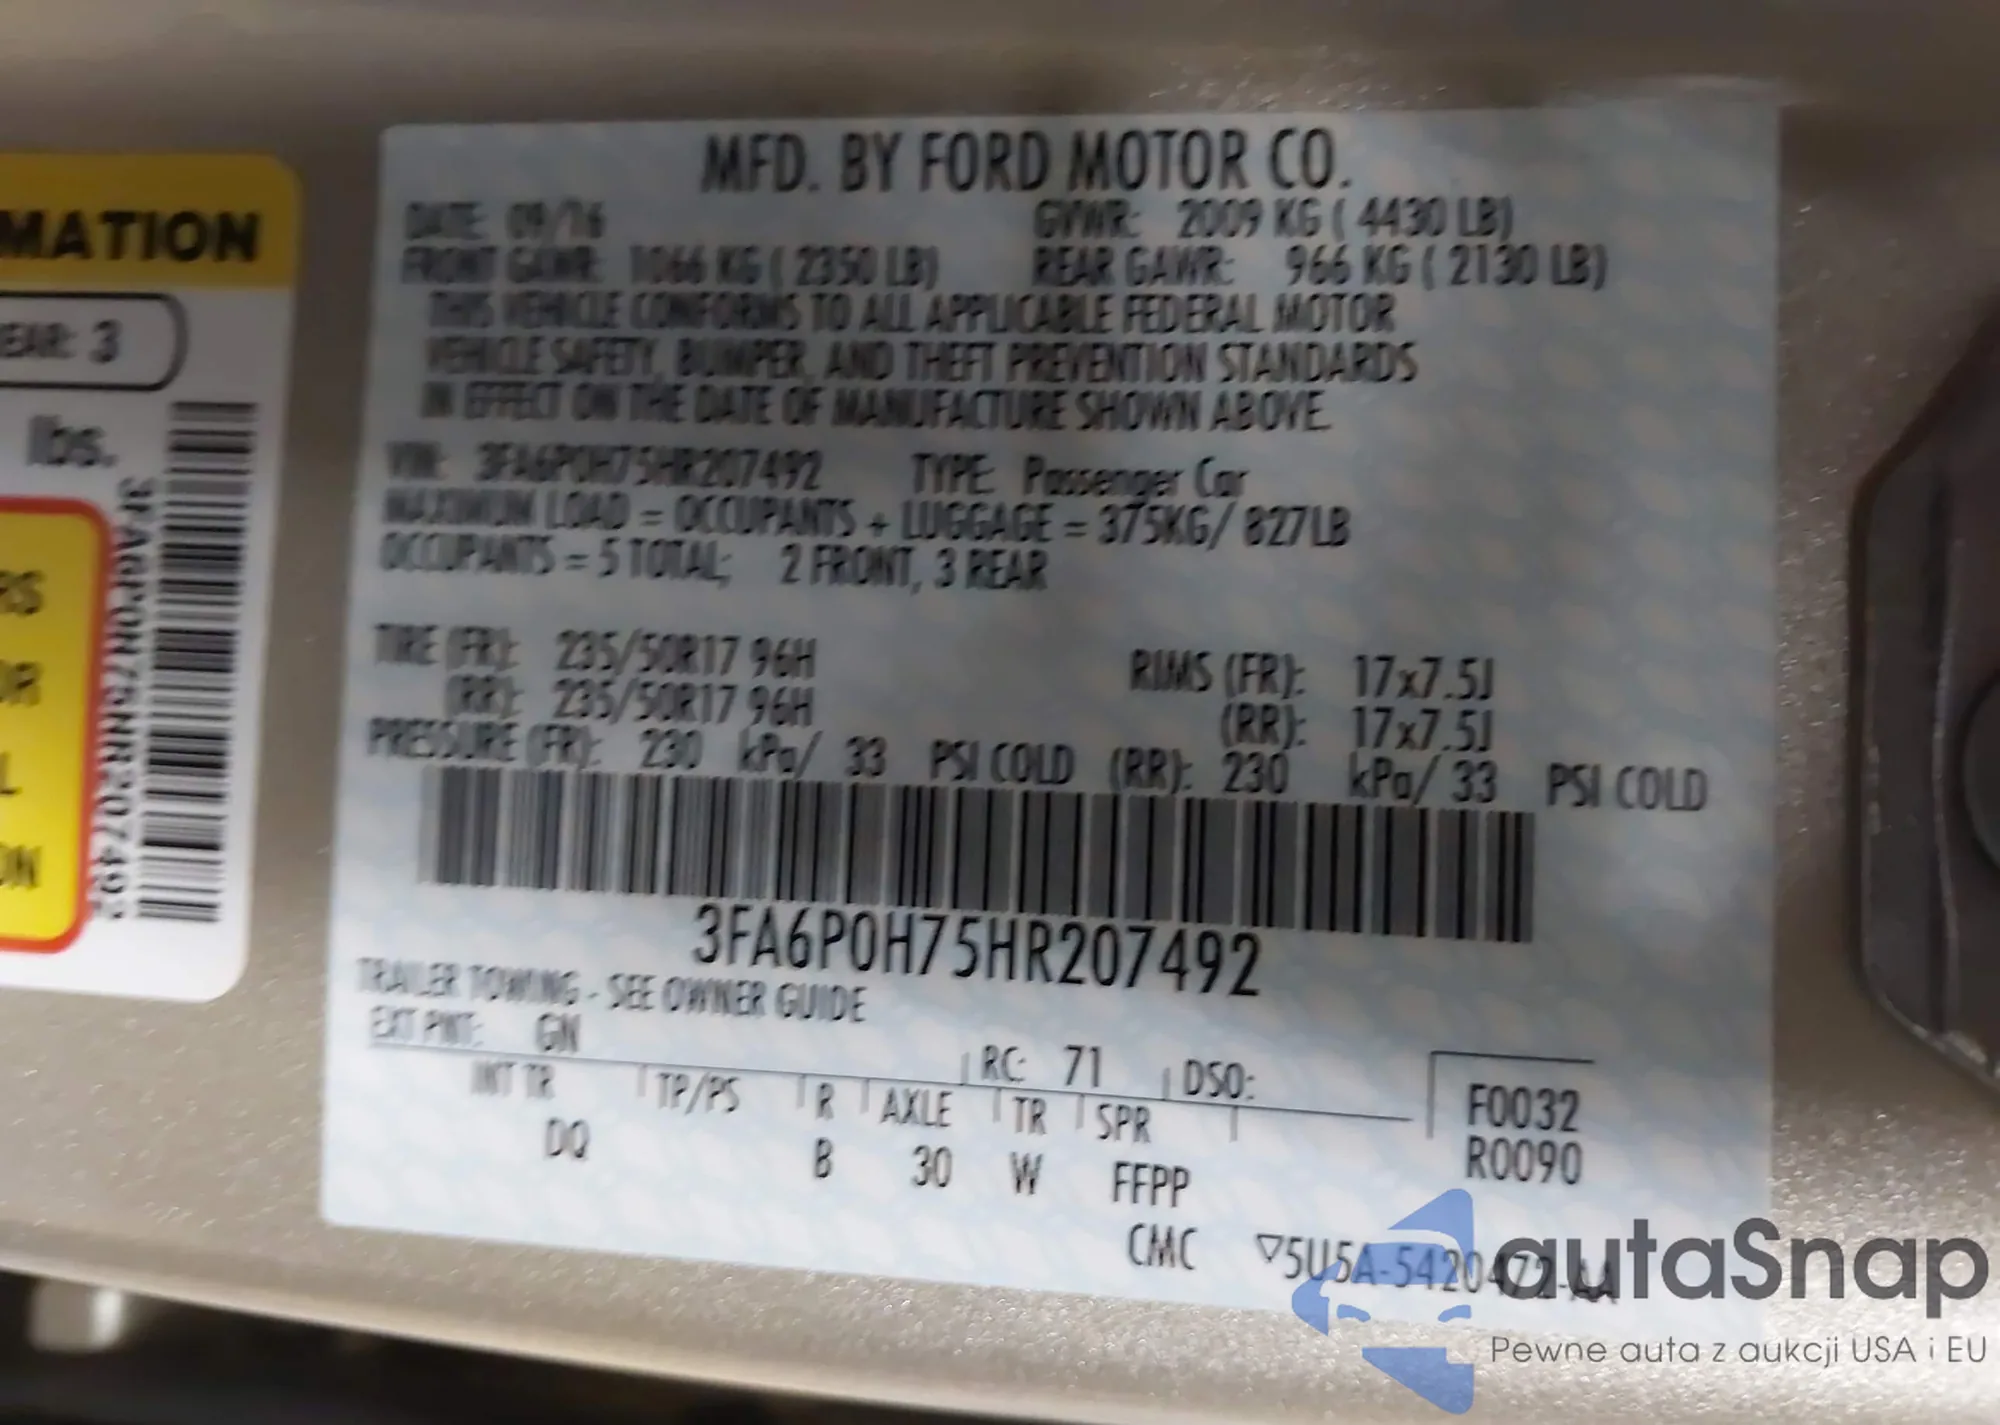 MATION
EAR: 3
lbs.
RS
OR
L
ON
3FA6P0H75HR207492
MFD. BY FORD MOTOR CO.
DATE: 09/16 GVWR: 2009 KG ( 4430 LB)
FRONT GAWR: 1066 KG ( 2350 LB) REAR GAWR: 966 KG ( 2130 LB)
THIS VEHICLE CONFORMS TO ALL APPLICABLE FEDERAL MOTOR
VEHICLE SAFETY, BUMPER, AND THEFT PREVENTION STANDARDS
IN EFFECT ON THE DATE OF MANUFACTURE SHOWN ABOVE.
VIN: 3FA6P0H75HR207492 TYPE: Passenger Car
MAXIMUM LOAD = OCCUPANTS + LUGGAGE = 375KG/ 827LB
OCCUPANTS = 5 TOTAL; 2 FRONT, 3 REAR
TIRE (FR): 235/50R17 96H RIMS (FR): 17x7.5J
(RR): 235/50R17 96H (RR): 17x7.5J
PRESSURE (FR): 230 kPa/ 33 PSI COLD (RR): 230 kPa/ 33 PSI COLD
3FA6P0H75HR207492
TRAILER TOWING - SEE OWNER GUIDE
EXT PNT: GN RC: 71 DSO:
INT TR TP/PS R AXLE TR SPR F0032
DQ B 30 W FFPP R0090
CMC ▽5U5A-5420472-AA
autaSnap
Pewne auta z aukcji USA i EU